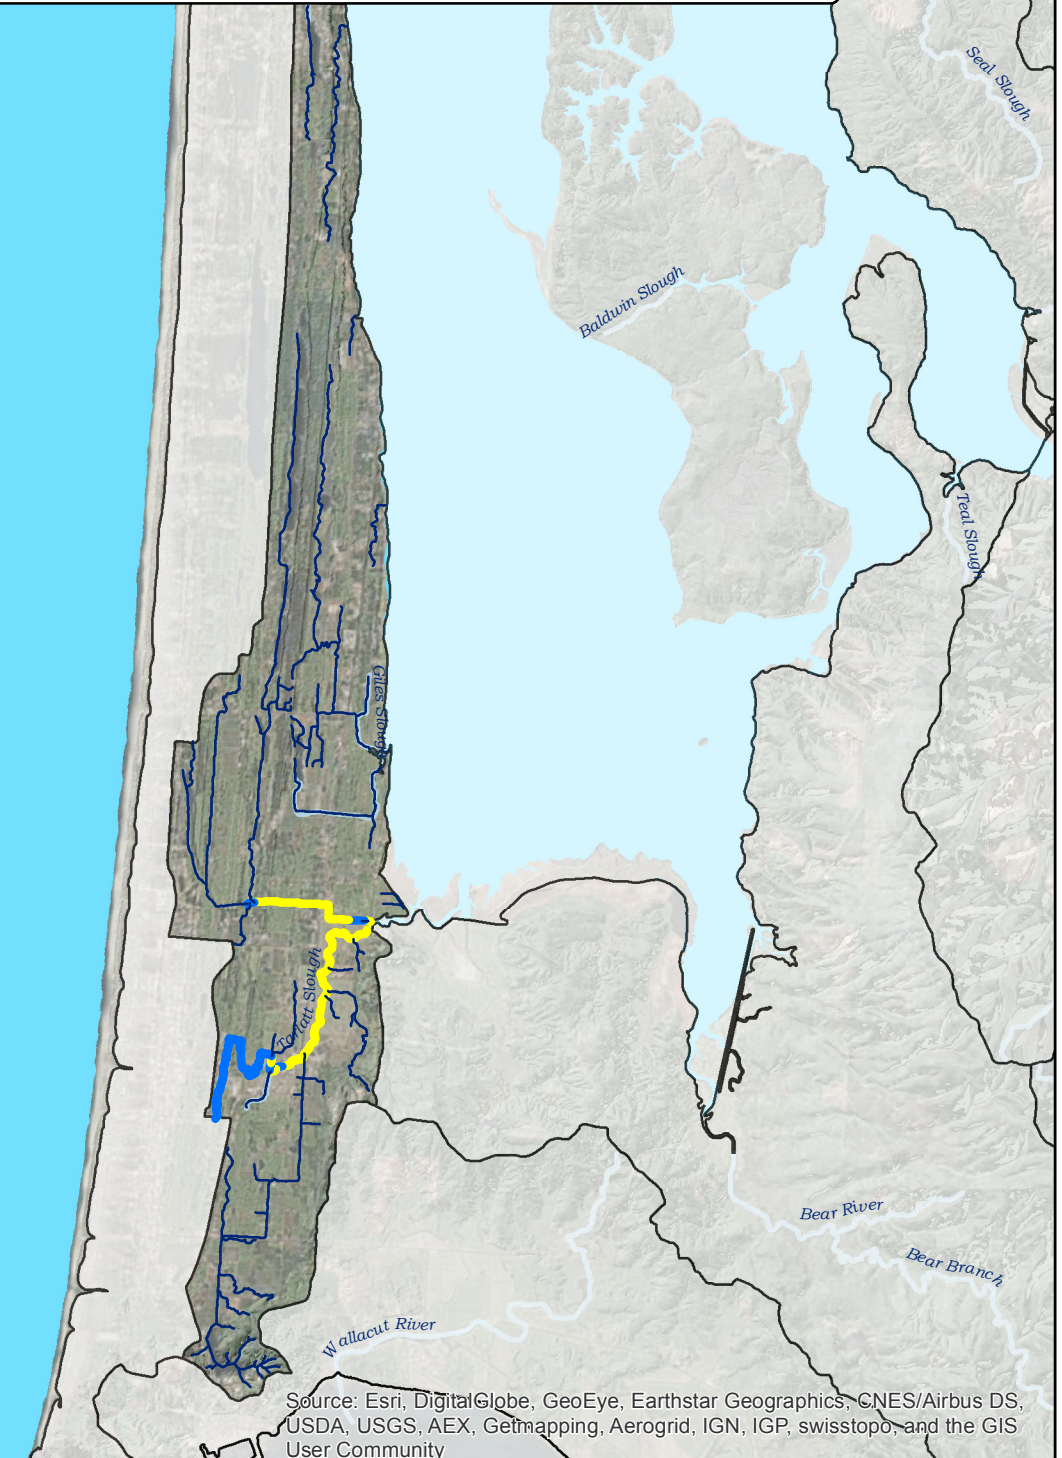 Seal Slough
Baldwin Slough
Teal Slough
Giles Slough
Tarlatt Slough
Bear River
Bear Branch
Wallacut River
Source: Esri, DigitalGlobe, GeoEye, Earthstar Geographics, CNES/Airbus DS,
USDA, USGS, AEX, Getmapping, Aerogrid, IGN, IGP, swisstopo, and the GIS
User Community